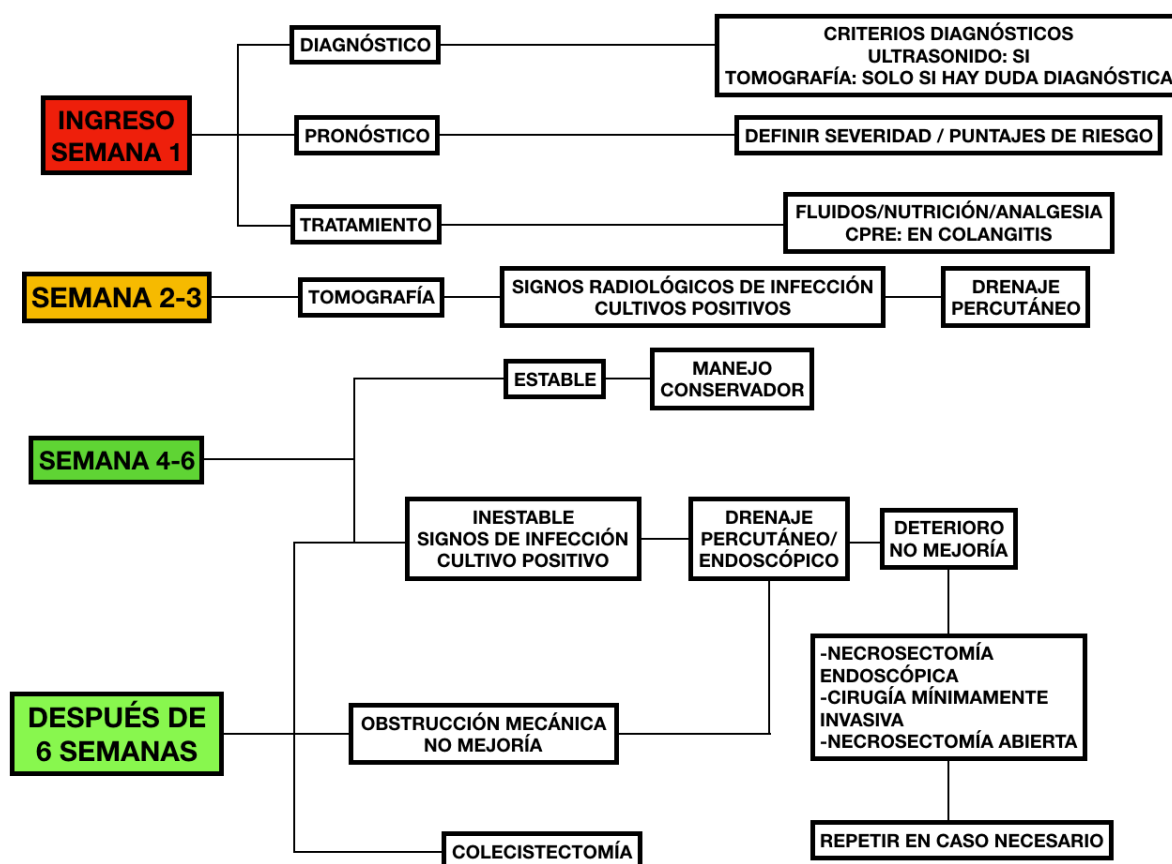 INGRESO
SEMANA 1
DIAGNÓSTICO
CRITERIOS DIAGNÓSTICOS
ULTRASONIDO: SI
TOMOGRAFÍA: SOLO SI HAY DUDA DIAGNÓSTICA
PRONÓSTICO
DEFINIR SEVERIDAD / PUNTAJES DE RIESGO
TRATAMIENTO
FLUIDOS/NUTRICIÓN/ANALGESIA
CPRE: EN COLANGITIS
SEMANA 2-3
TOMOGRAFÍA
SIGNOS RADIOLÓGICOS DE INFECCIÓN
CULTIVOS POSITIVOS
DRENAJE
PERCUTÁNEO
SEMANA 4-6
ESTABLE
MANEJO
CONSERVADOR
INESTABLE
SIGNOS DE INFECCIÓN
CULTIVO POSITIVO
DRENAJE
PERCUTÁNEO/
ENDOSCÓPICO
DETERIORO
NO MEJORÍA
-NECROSECTOMÍA
ENDOSCÓPICA
-CIRUGÍA MÍNIMAMENTE
INVASIVA
-NECROSECTOMÍA ABIERTA
REPETIR EN CASO NECESARIO
DESPUÉS DE
6 SEMANAS
OBSTRUCCIÓN MECÁNICA
NO MEJORÍA
COLECISTECTOMÍA